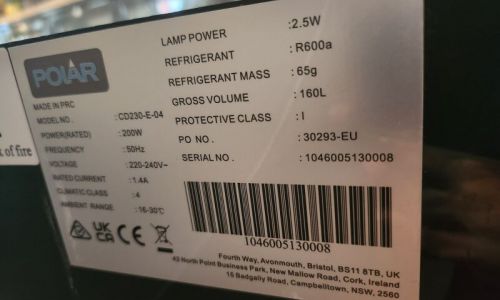 POLAR
MADE IN PRC
MODEL NO. : CD230-E-04
POWER(RATED) : 200W
FREQUENCY : 50Hz
VOLTAGE : 220-240V~
RATED CURRENT : 1.4A
CLIMATIC CLASS : 4
AMBIENT RANGE : 16-30°C
LAMP POWER : 2.5W
REFRIGERANT : R600a
REFRIGERANT MASS : 65g
GROSS VOLUME : 160L
PROTECTIVE CLASS : I
PO NO. : 30293-EU
SERIAL NO. : 1046005130008
of fire
UK
CA
CE
1046005130008
Fourth Way, Avonmouth, Bristol, BS11 8TB, UK
42 North Point Business Park, New Mallow Road, Cork, Ireland
15 Badgally Road, Campbelltown, NSW, 2560